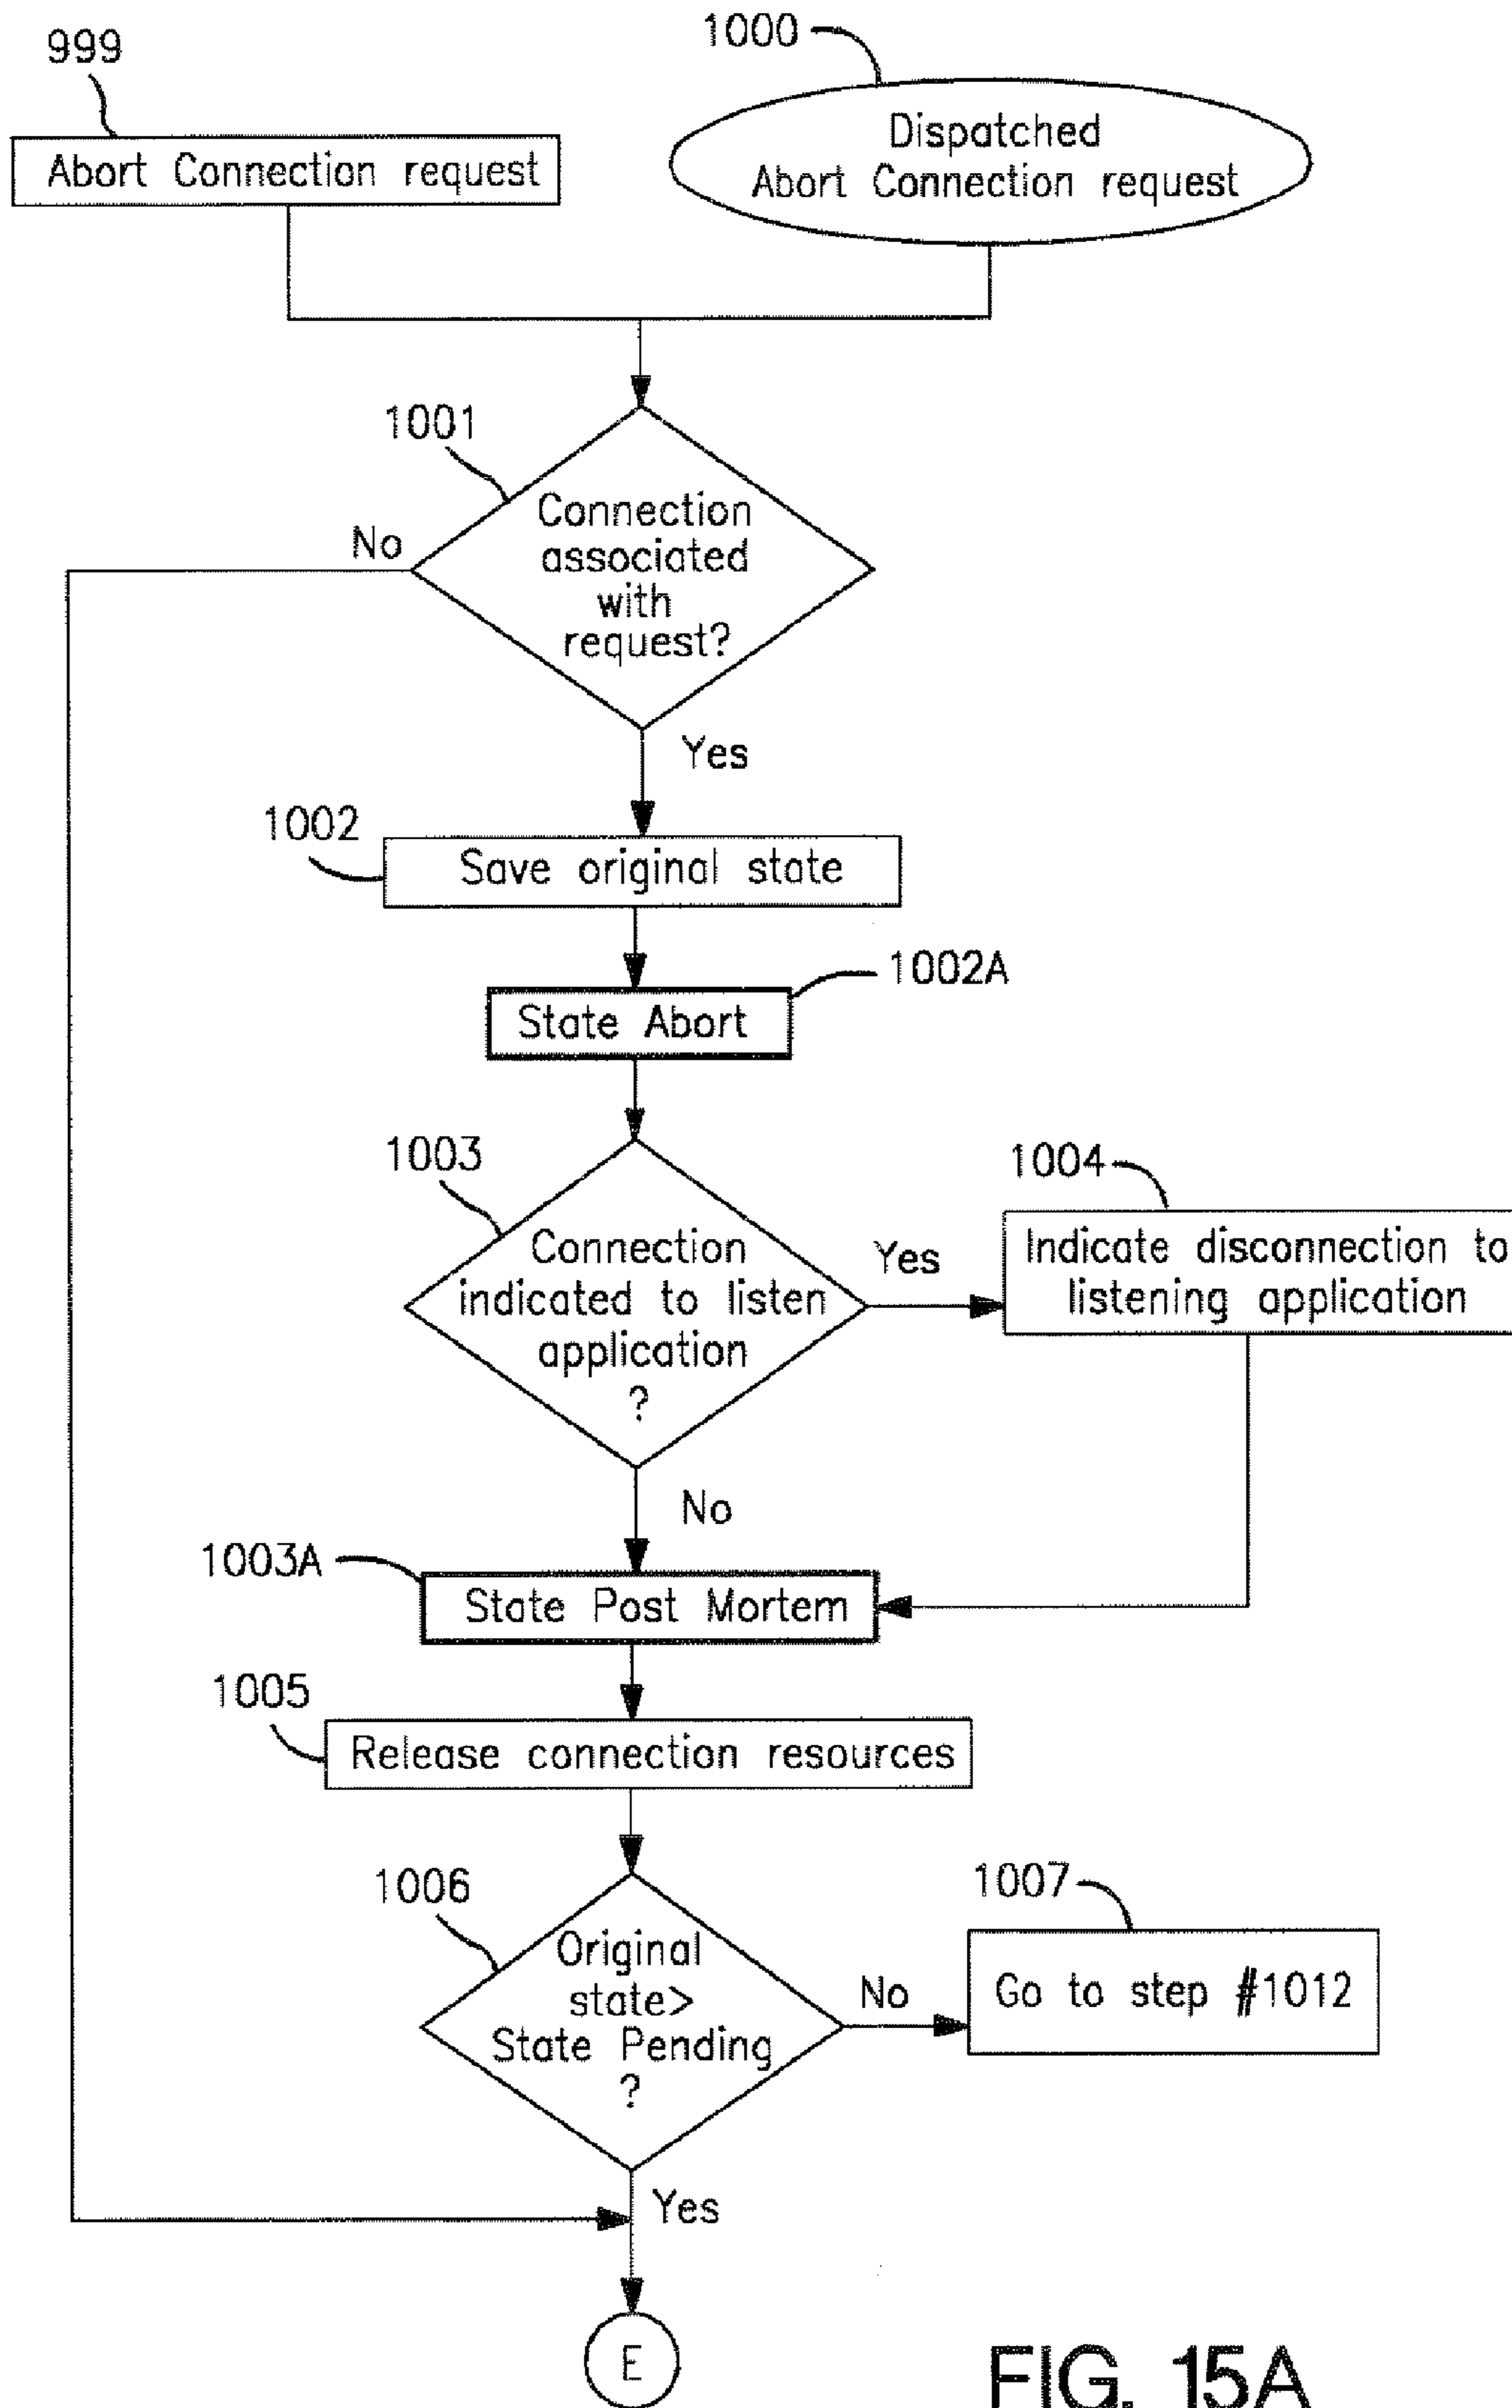 999
1000
Abort Connection request
Dispatched
Abort Connection request
1001
No
Connection
associated
with
request?
Yes
1002
Save original state
1002A
State Abort
1003
Connection
indicated to listen
application
?
Yes
1004
Indicate disconnection to
listening application
No
1003A
State Post Mortem
1005
Release connection resources
1006
Original
state>
State Pending
?
No
1007
Go to step #1012
Yes
E
FIG. 15A